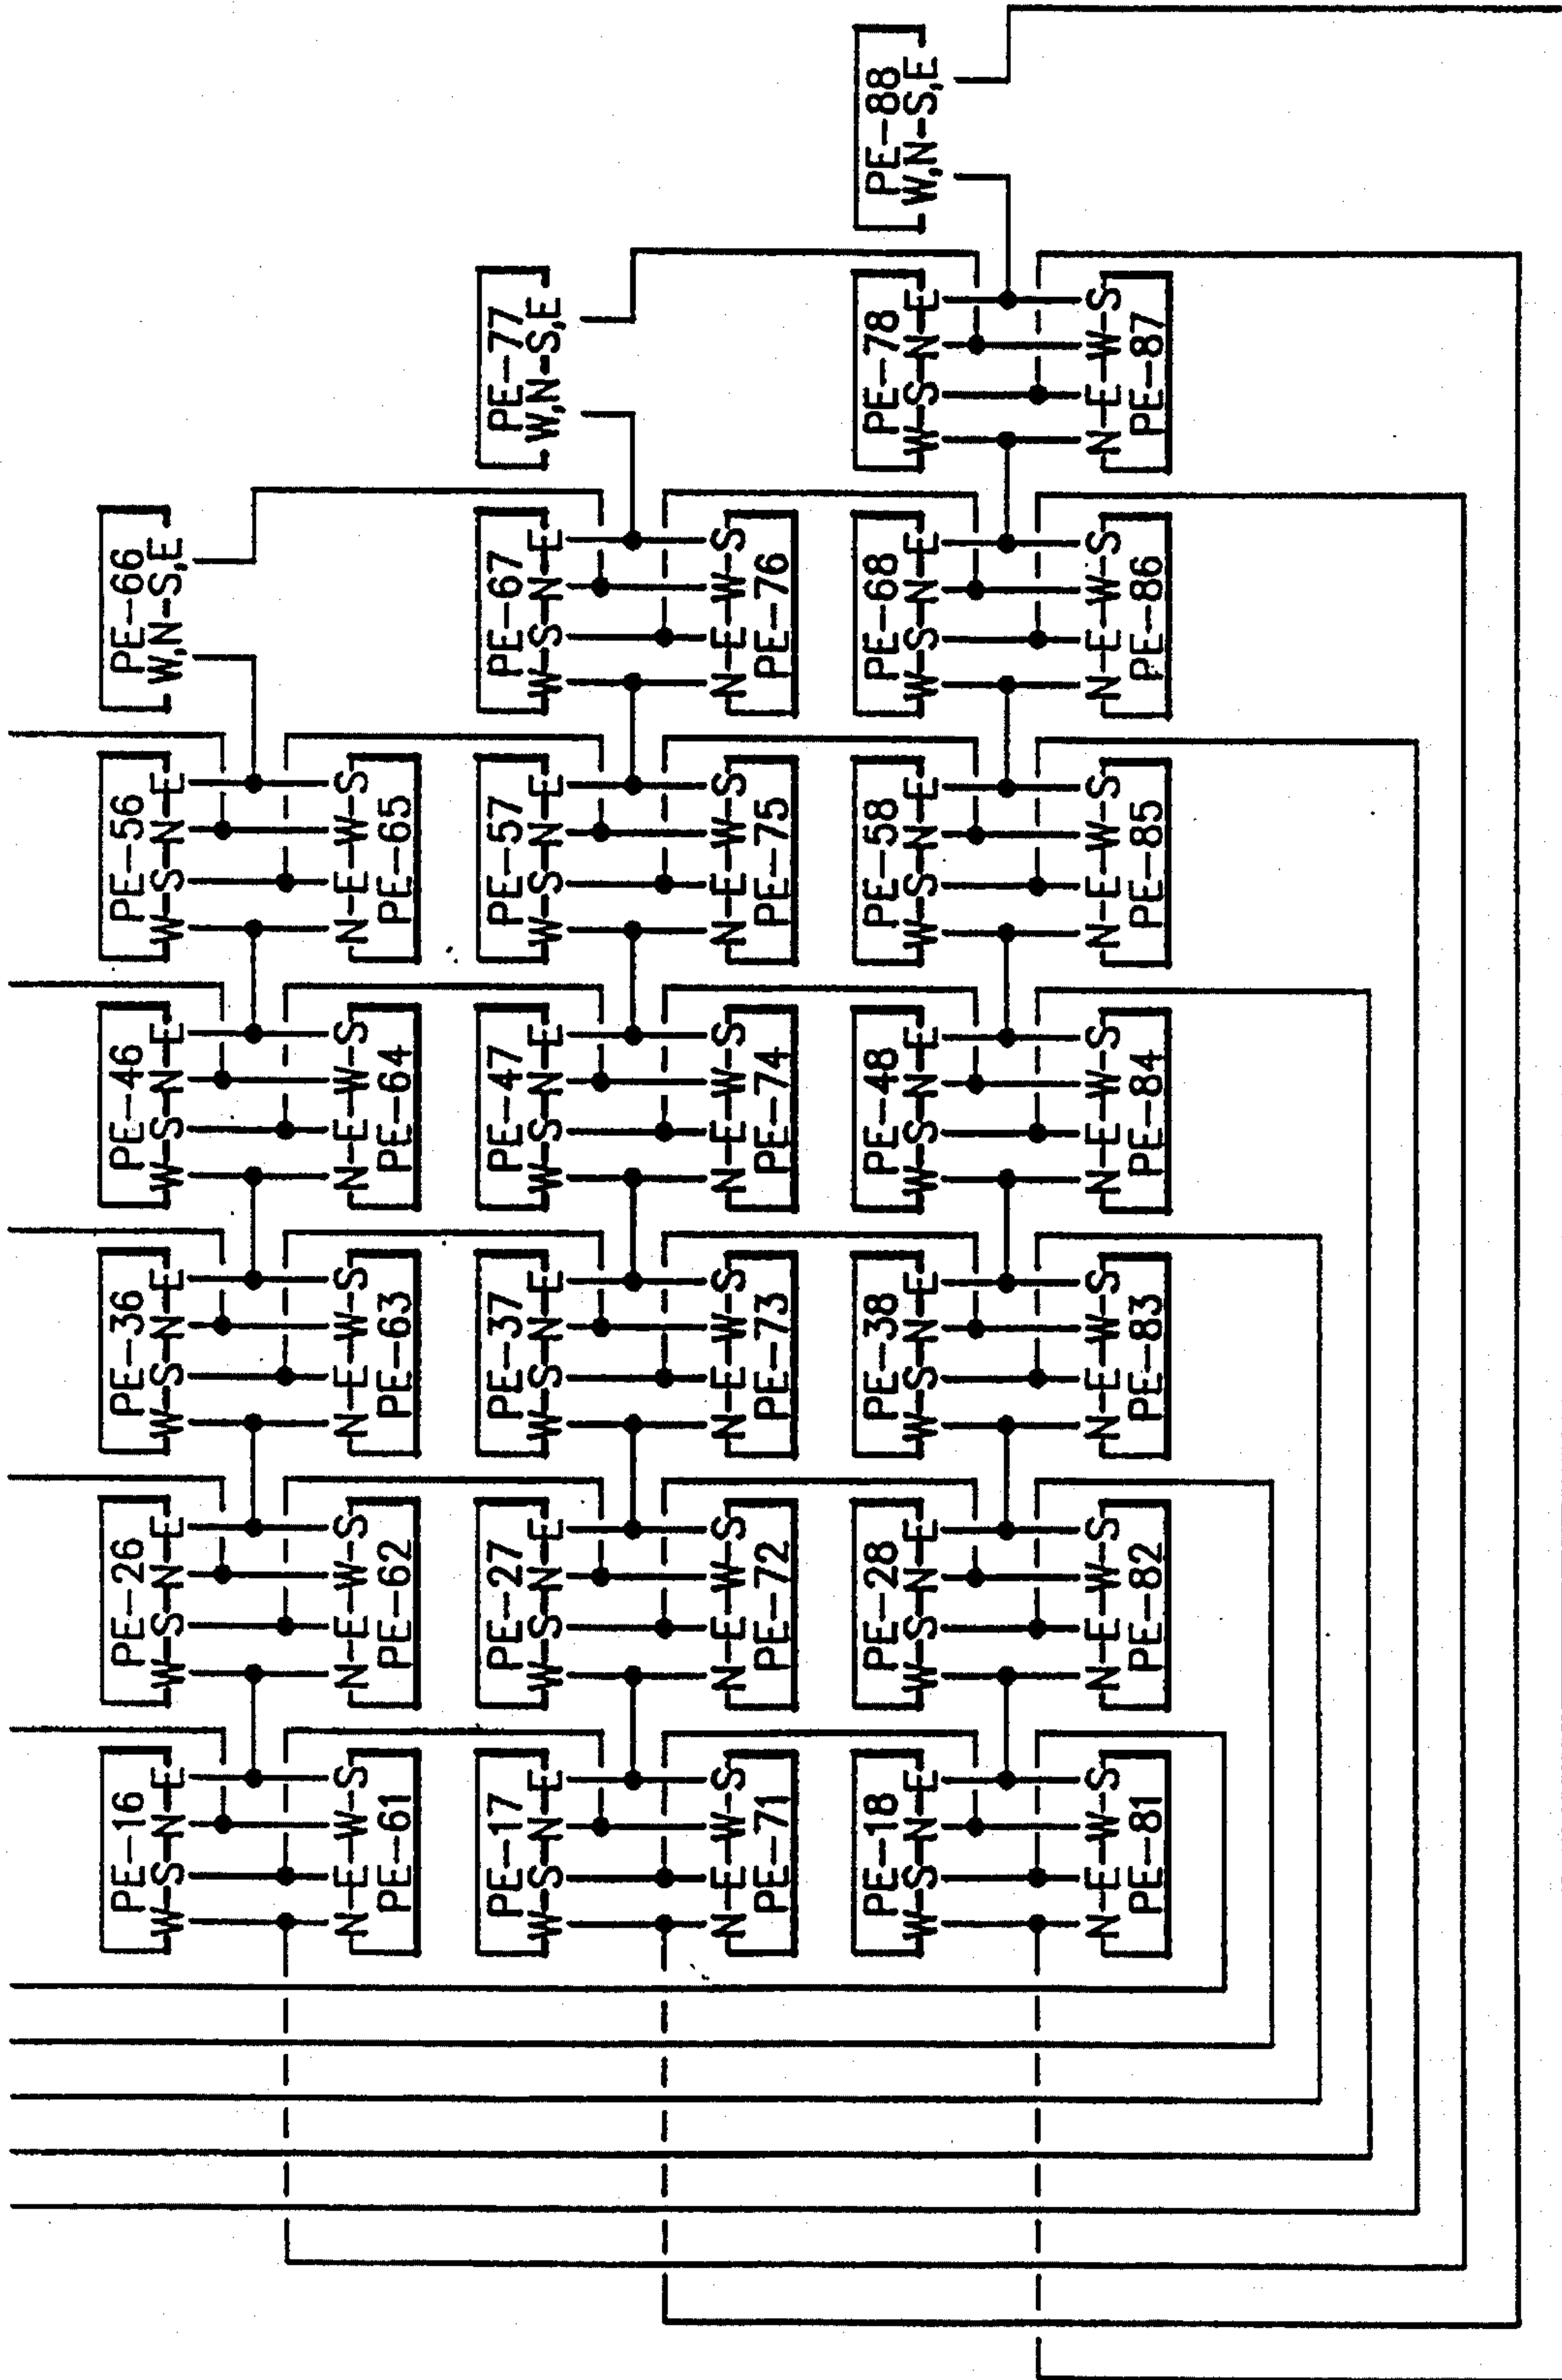 PE-16
W-S-N-E
N-E-W-S
PE-61
PE-26
W-S-N-E
N-E-W-S
PE-62
PE-36
W-S-N-E
N-E-W-S
PE-63
PE-46
W-S-N-E
N-E-W-S
PE-64
PE-56
W-S-N-E
N-E-W-S
PE-65
PE-66
W,N-S,E
PE-17
W-S-N-E
N-E-W-S
PE-71
PE-27
W-S-N-E
N-E-W-S
PE-72
PE-37
W-S-N-E
N-E-W-S
PE-73
PE-47
W-S-N-E
N-E-W-S
PE-74
PE-57
W-S-N-E
N-E-W-S
PE-75
PE-67
W-S-N-E
N-E-W-S
PE-76
PE-77
W,N-S,E
PE-18
W-S-N-E
N-E-W-S
PE-81
PE-28
W-S-N-E
N-E-W-S
PE-82
PE-38
W-S-N-E
N-E-W-S
PE-83
PE-48
W-S-N-E
N-E-W-S
PE-84
PE-58
W-S-N-E
N-E-W-S
PE-85
PE-68
W-S-N-E
N-E-W-S
PE-86
PE-78
W-S-N-E
N-E-W-S
PE-87
PE-88
W,N-S,E